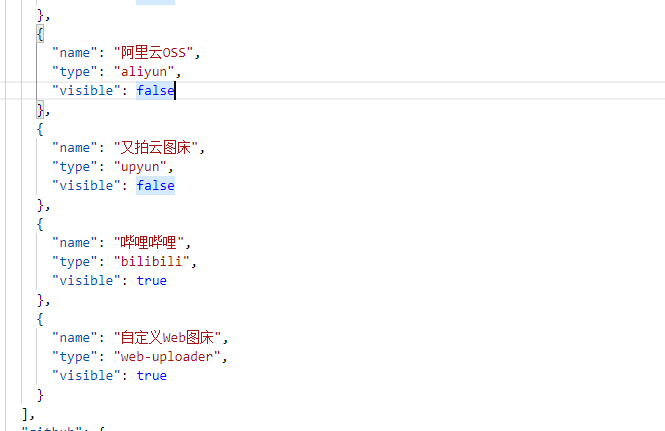 },
{
"name": "阿里云OSS",
"type": "aliyun",
"visible": false
},
{
"name": "又拍云图床",
"type": "upyun",
"visible": false
},
{
"name": "哔哩哔哩",
"type": "bilibili",
"visible": true
},
{
"name": "自定义Web图床",
"type": "web-uploader",
"visible": true
}
],